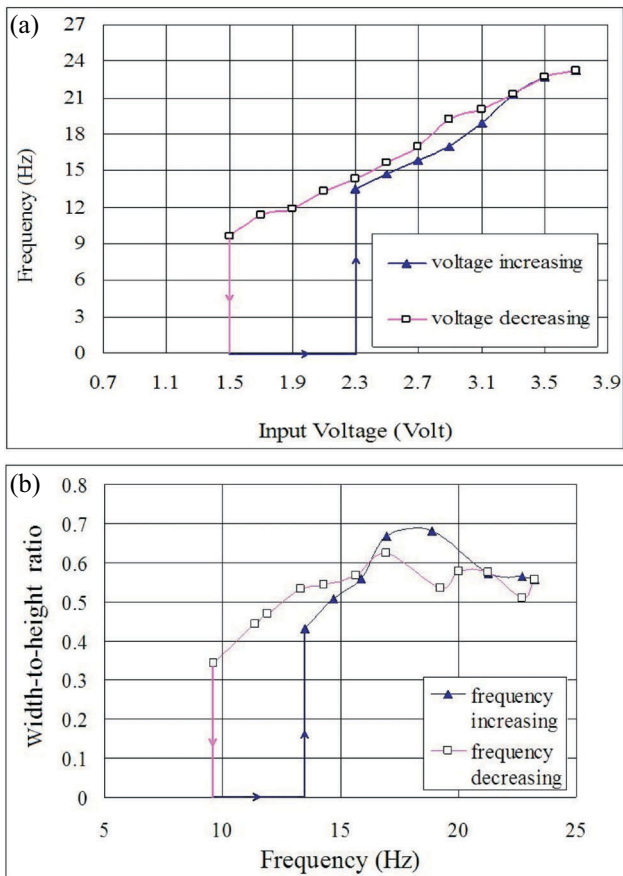 (a)
27
24
21
18
15
12
9
6
3
0
Frequency (Hz)
voltage increasing
voltage decreasing
0.7 1.1 1.5 1.9 2.3 2.7 3.1 3.5 3.9
Input Voltage (Volt)
(b)
0.8
0.7
0.6
0.5
0.4
0.3
0.2
0.1
0
Width-to-height ratio
frequency
increasing
frequency
decreasing
5 10 15 20 25
Frequency (Hz)